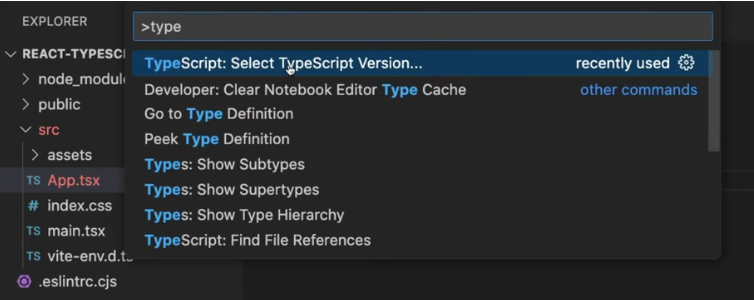 EXPLORER
>type
REACT-TYPESC
TypeScript: Select TypeScript Version... recently used
node_modul
Developer: Clear Notebook Editor Type Cache other commands
public
Go to Type Definition
src
Peek Type Definition
assets
Types: Show Subtypes
TS App.tsx
Types: Show Supertypes
# index.css
Types: Show Type Hierarchy
TS main.tsx
TypeScript: Find File References
TS vite-env.d.ts
.eslintrc.cjs